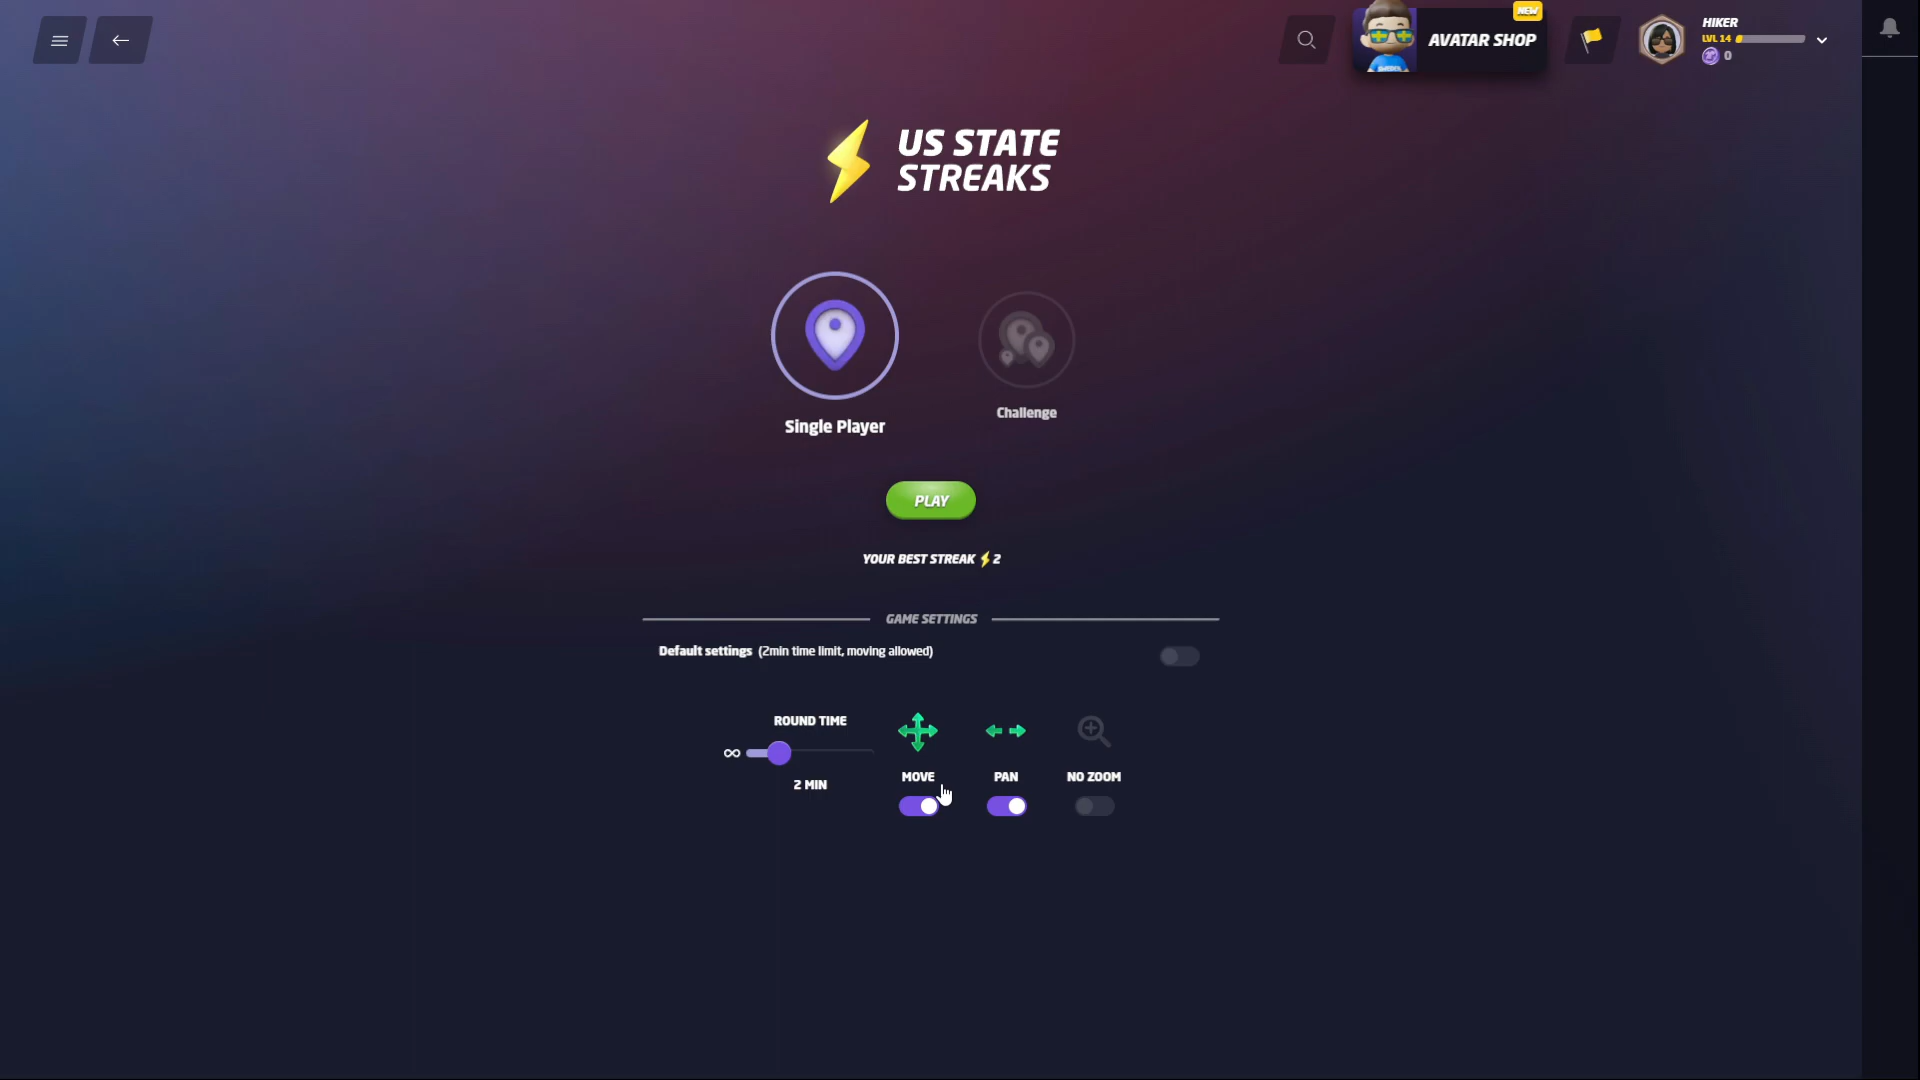 NEW
AVATAR SHOP
HIKER
LVL 14
0
US STATE
STREAKS
Single Player
Challenge
PLAY
YOUR BEST STREAK 2
GAME SETTINGS
Default settings (2min time limit, moving allowed)
ROUND TIME
∞
2 MIN
MOVE
PAN
NO ZOOM